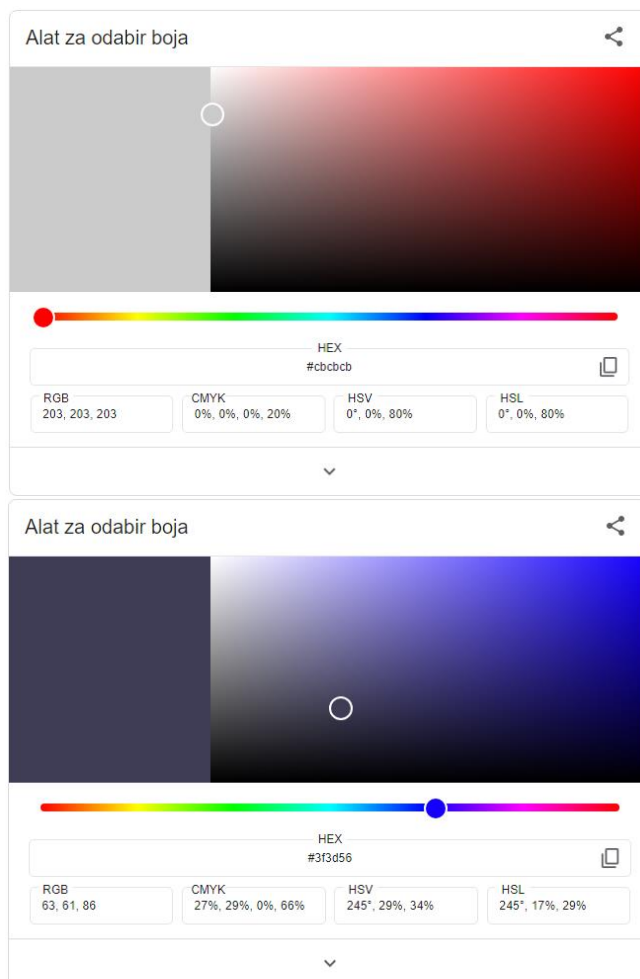 Alat za odabir boja
HEX
#cbcbcb
RGB
203, 203, 203
CMYK
0%, 0%, 0%, 20%
HSV
0°, 0%, 80%
HSL
0°, 0%, 80%
Alat za odabir boja
HEX
#3f3d56
RGB
63, 61, 86
CMYK
27%, 29%, 0%, 66%
HSV
245°, 29%, 34%
HSL
245°, 17%, 29%